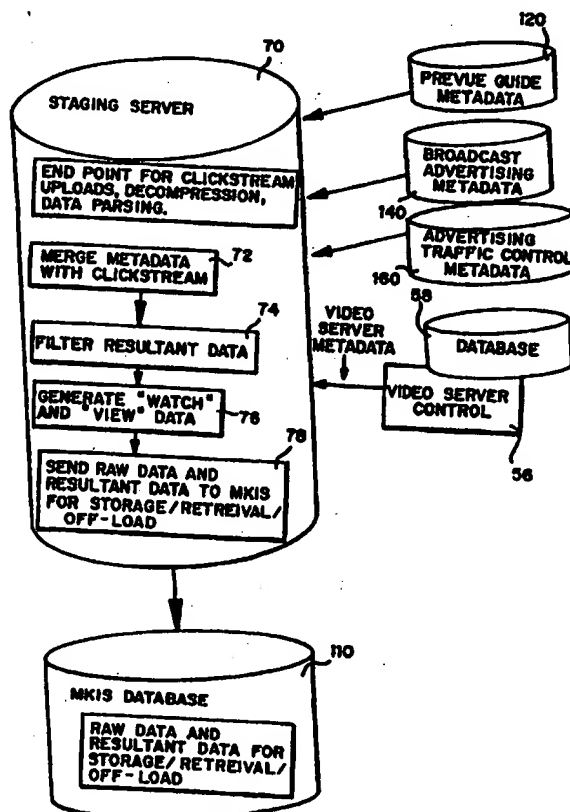 70
STAGING SERVER
END POINT FOR CLICKSTREAM
UPLOADS, DECOMPRESSION,
DATA PARSING.
72
MERGE METADATA
WITH CLICKSTREAM
74
FILTER RESULTANT DATA
GENERATE "WATCH"
AND "VIEW" DATA
76
78
SEND RAW DATA AND
RESULTANT DATA TO MKIS
FOR STORAGE/RETREIVAL/
OFF-LOAD
120
PREVUE GUIDE
METADATA
BROADCAST
ADVERTISING
METADATA
140
ADVERTISING
TRAFFIC CONTROL
METADATA
160
58
VIDEO
SERVER
METADATA
DATABASE
VIDEO SERVER
CONTROL
56
110
MKIS DATABASE
RAW DATA AND
RESULTANT DATA FOR
STORAGE/RETREIVAL/
OFF-LOAD